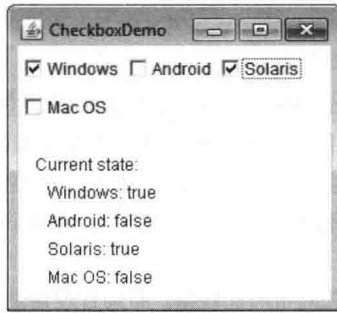 CheckboxDemo
Windows Android Solaris
Mac OS
Current state:
Windows: true
Android: false
Solaris: true
Mac OS: false